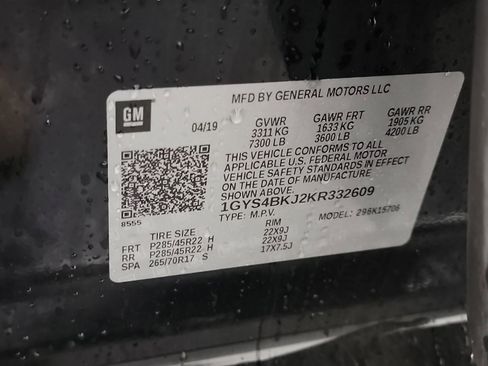 MFD BY GENERAL MOTORS LLC
GM
04/19 GVWR GAWR FRT GAWR RR
3311 KG 1633 KG 1905 KG
7300 LB 3600 LB 4200 LB
THIS VEHICLE CONFORMS TO ALL
APPLICABLE U.S. FEDERAL MOTOR
VEHICLE SAFETY STANDARDS IN EFFECT
ON THE DATE OF MANUFACTURE
SHOWN ABOVE.
1GYS4BKJ2KR332609
8555 TYPE: M.P.V. MODEL: 296K15706
TIRE SIZE RIM
FRT P285/45R22 H 22X9J
RR P285/45R22 H 22X9J
SPA 265/70R17 S 17X7.5J